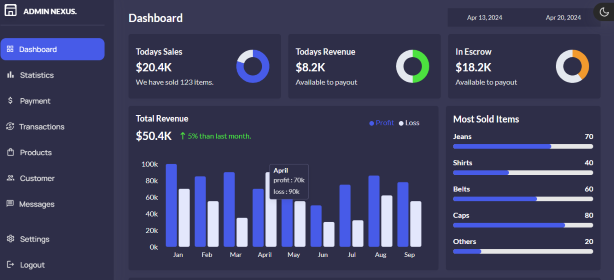 ADMIN NEXUS.
Dashboard
Statistics
Payment
Transactions
Products
Customer
Messages
Settings
Logout
Dashboard
Apr 13, 2024
Apr 20, 2024
Todays Sales
$20.4K
We have sold 123 items.
Todays Revenue
$8.2K
Available to payout
In Escrow
$18.2K
Available to payout
Total Revenue
$50.4K
5% than last month.
Profit
Loss
100k
80k
60k
40k
20k
0k
April
profit : 70k
loss : 90k
Jan Feb Mar April May Jun Jul Aug Sep
Most Sold Items
Jeans 70
Shirts 40
Belts 60
Caps 80
Others 20